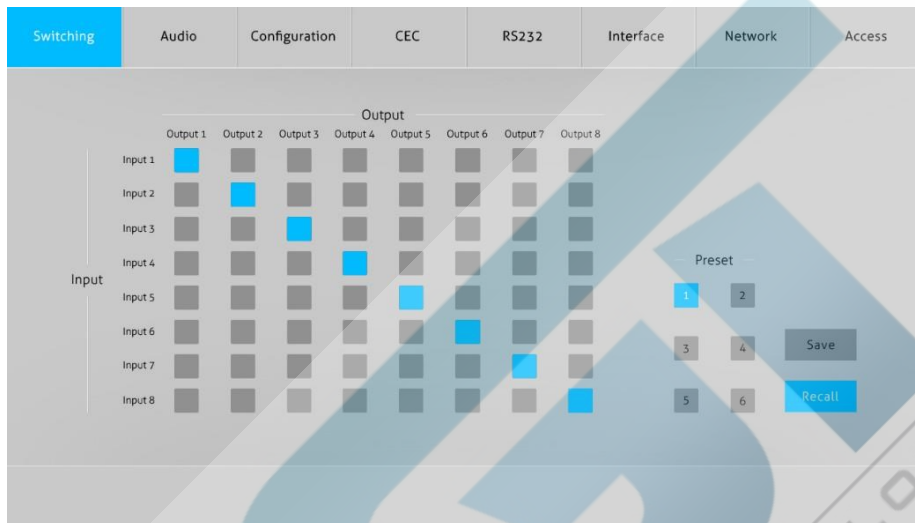 Switching Audio Configuration CEC RS232 Interface Network Access
Output
Output 1 Output 2 Output 3 Output 4 Output 5 Output 6 Output 7 Output 8
Input 1
Input 2
Input 3
Input 4
Input
Input 5
Input 6
Input 7
Input 8
Preset
1 2
3 4
Save
5 6
Recall